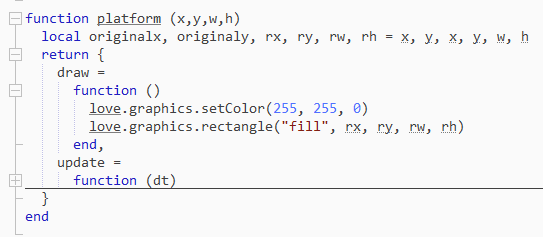 function platform (x,y,w,h)
local originalx, originaly, rx, ry, rw, rh = x, y, x, y, w, h
return {
draw =
function ()
love.graphics.setColor(255, 255, 0)
love.graphics.rectangle("fill", rx, ry, rw, rh)
end,
update =
function (dt)
}
end